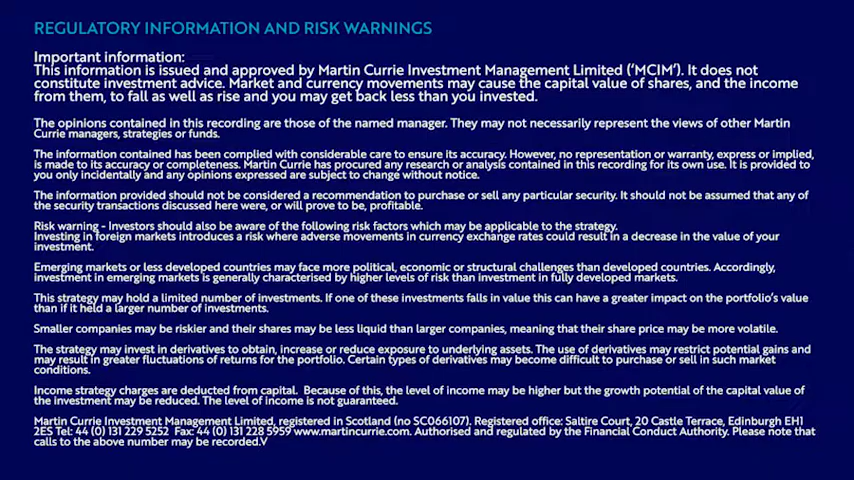 REGULATORY INFORMATION AND RISK WARNINGS
Important information:
This information is issued and approved by Martin Currie Investment Management Limited (‘MCIM’). It does not
constitute investment advice. Market and currency movements may cause the capital value of shares, and the income
from them, to fall as well as rise and you may get back less than you invested.
The opinions contained in this recording are those of the named manager. They may not necessarily represent the views of other Martin
Currie managers, strategies or funds.
The information contained has been complied with considerable care to ensure its accuracy. However, no representation or warranty, express or implied,
is made to its accuracy or completeness. Martin Currie has procured any research or analysis contained in this recording for its own use. It is provided to
you only incidentally and any opinions expressed are subject to change without notice.
The information provided should not be considered a recommendation to purchase or sell any particular security. It should not be assumed that any of
the security transactions discussed here were, or will prove to be, profitable.
Risk warning - Investors should also be aware of the following risk factors which may be applicable to the strategy.
Investing in foreign markets introduces a risk where adverse movements in currency exchange rates could result in a decrease in the value of your
investment.
Emerging markets or less developed countries may face more political, economic or structural challenges than developed countries. Accordingly,
investment in emerging markets is generally characterised by higher levels of risk than investment in fully developed markets.
This strategy may hold a limited number of investments. If one of these investments falls in value this can have a greater impact on the portfolio’s value
than if it held a larger number of investments.
Smaller companies may be riskier and their shares may be less liquid than larger companies, meaning that their share price may be more volatile.
The strategy may invest in derivatives to obtain, increase or reduce exposure to underlying assets. The use of derivatives may restrict potential gains and
may result in greater fluctuations of returns for the portfolio. Certain types of derivatives may become difficult to purchase or sell in such market
conditions.
Income strategy charges are deducted from capital. Because of this, the level of income may be higher but the growth potential of the capital value of
the investment may be reduced. The level of income is not guaranteed.
Martin Currie Investment Management Limited, registered in Scotland (no SC066107). Registered office: Saltire Court, 20 Castle Terrace, Edinburgh EH1
2ES Tel: 44 (0) 131 229 5252 Fax: 44 (0) 131 228 5959 www.martincurrie.com. Authorised and regulated by the Financial Conduct Authority. Please note that
calls to the above number may be recorded.V